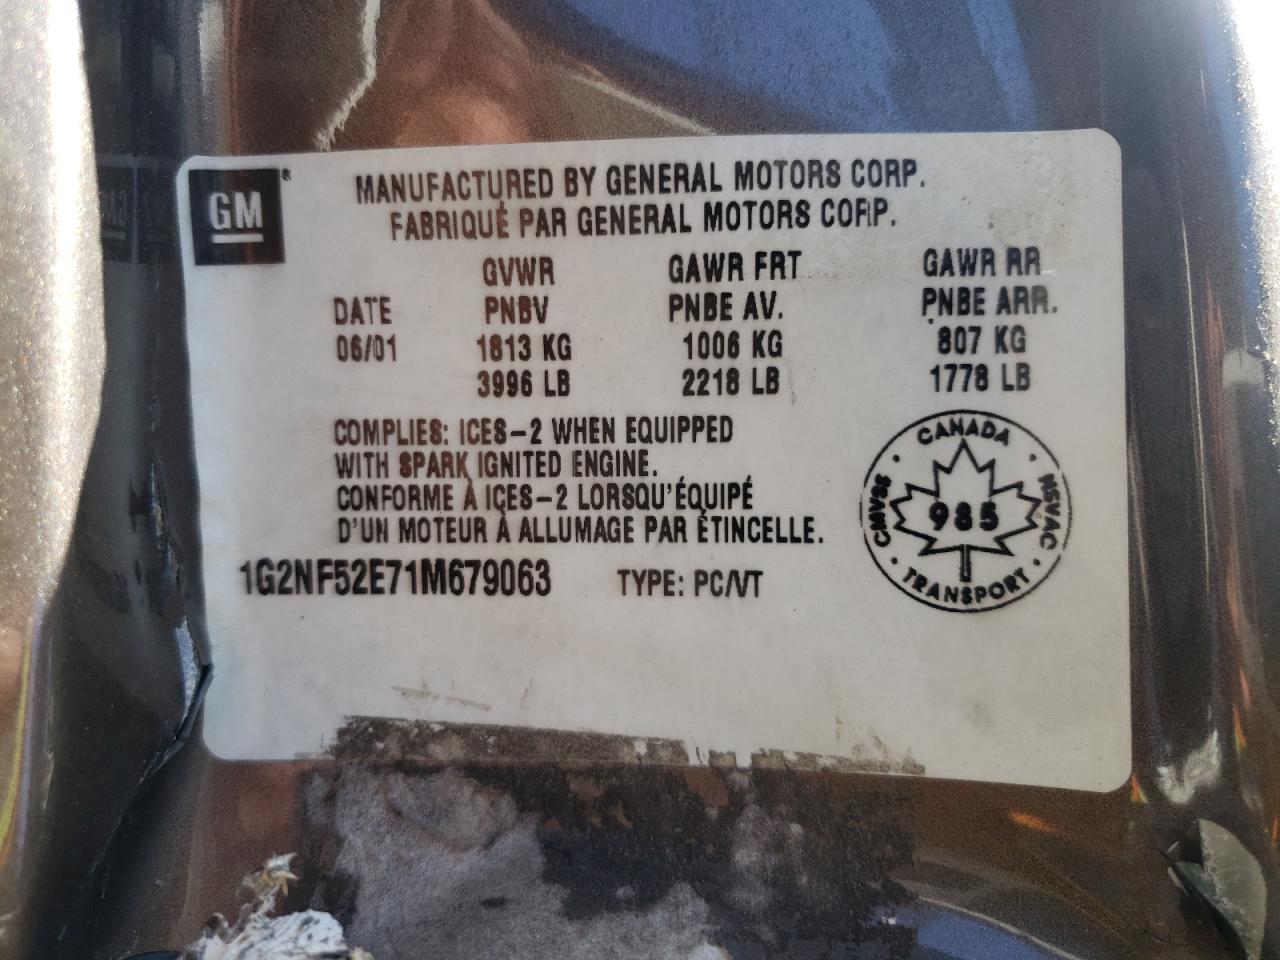 GM ®
MANUFACTURED BY GENERAL MOTORS CORP.
FABRIQUÉ PAR GENERAL MOTORS CORP.
GVWR GAWR FRT GAWR RR
DATE PNBV PNBE AV. PNBE ARR.
06/01 1813 KG 1006 KG 807 KG
3996 LB 2218 LB 1778 LB
COMPLIES: ICES-2 WHEN EQUIPPED
WITH SPARK IGNITED ENGINE.
CONFORME À ICES-2 LORSQU'ÉQUIPÉ
D'UN MOTEUR À ALLUMAGE PAR ÉTINCELLE.
1G2NF52E71M679063 TYPE: PC/VT
CANADA
CMVSS 985 NSVAC
TRANSPORT